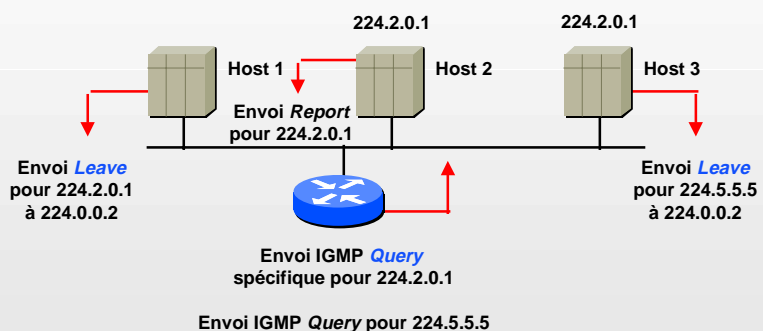 224.2.0.1
224.2.0.1
Host 1
Host 2
Host 3
Envoi Report
pour 224.2.0.1
Envoi Leave
pour 224.2.0.1
à 224.0.0.2
Envoi Leave
pour 224.5.5.5
à 224.0.0.2
Envoi IGMP Query
spécifique pour 224.2.0.1
Envoi IGMP Query pour 224.5.5.5